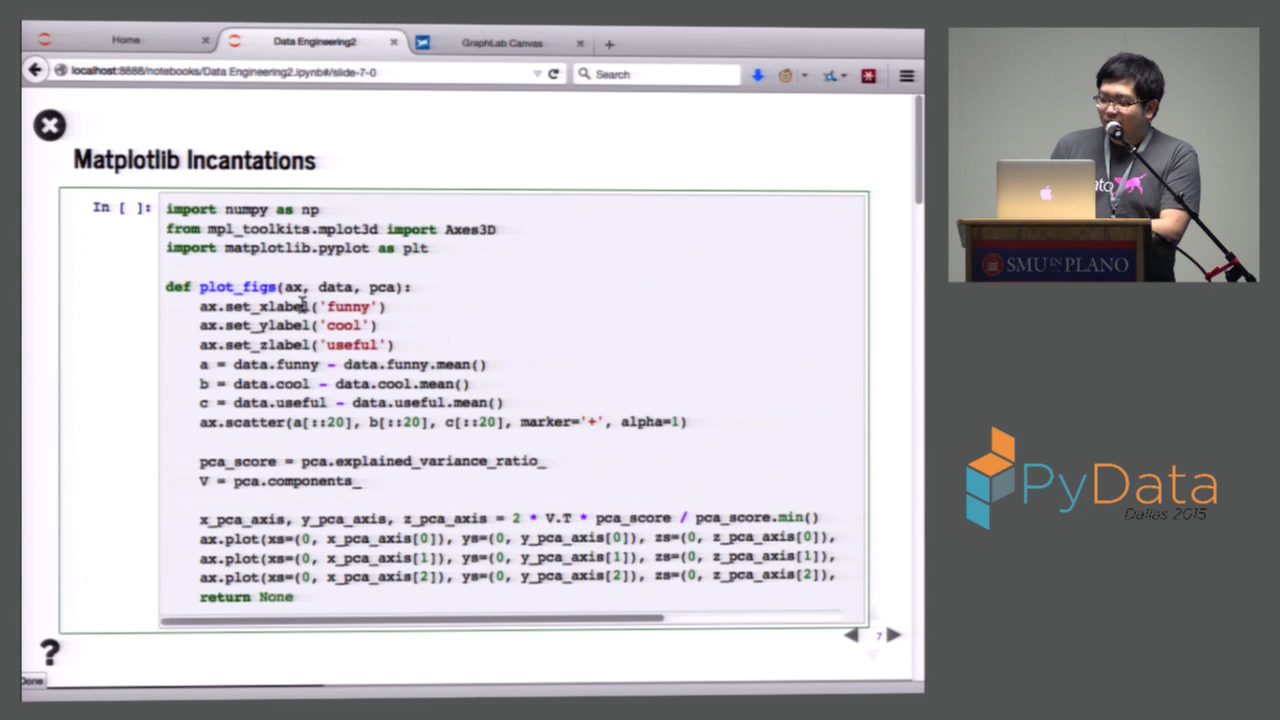 Home
Data Engineering2
GraphLab Canvas
localhost:8888/notebooks/Data Engineering2.ipynb#/slide-7-0
Search
Matplotlib Incantations
In [ ]:
import numpy as np
from mpl_toolkits.mplot3d import Axes3D
import matplotlib.pyplot as plt
def plot_figs(ax, data, pca):
ax.set_xlabel('funny')
ax.set_ylabel('cool')
ax.set_zlabel('useful')
a = data.funny - data.funny.mean()
b = data.cool - data.cool.mean()
c = data.useful - data.useful.mean()
ax.scatter(a[::20], b[::20], c[::20], marker='+', alpha=1)
pca_score = pca.explained_variance_ratio_
V = pca.components_
x_pca_axis, y_pca_axis, z_pca_axis = 2 * V.T * pca_score / pca_score.min()
ax.plot(xs=(0, x_pca_axis[0]), ys=(0, y_pca_axis[0]), zs=(0, z_pca_axis[0]),
ax.plot(xs=(0, x_pca_axis[1]), ys=(0, y_pca_axis[1]), zs=(0, z_pca_axis[1]),
ax.plot(xs=(0, x_pca_axis[2]), ys=(0, y_pca_axis[2]), zs=(0, z_pca_axis[2]),
return None
7
?
Done
ato
SMU IN PLANO
PyData
Dallas 2015